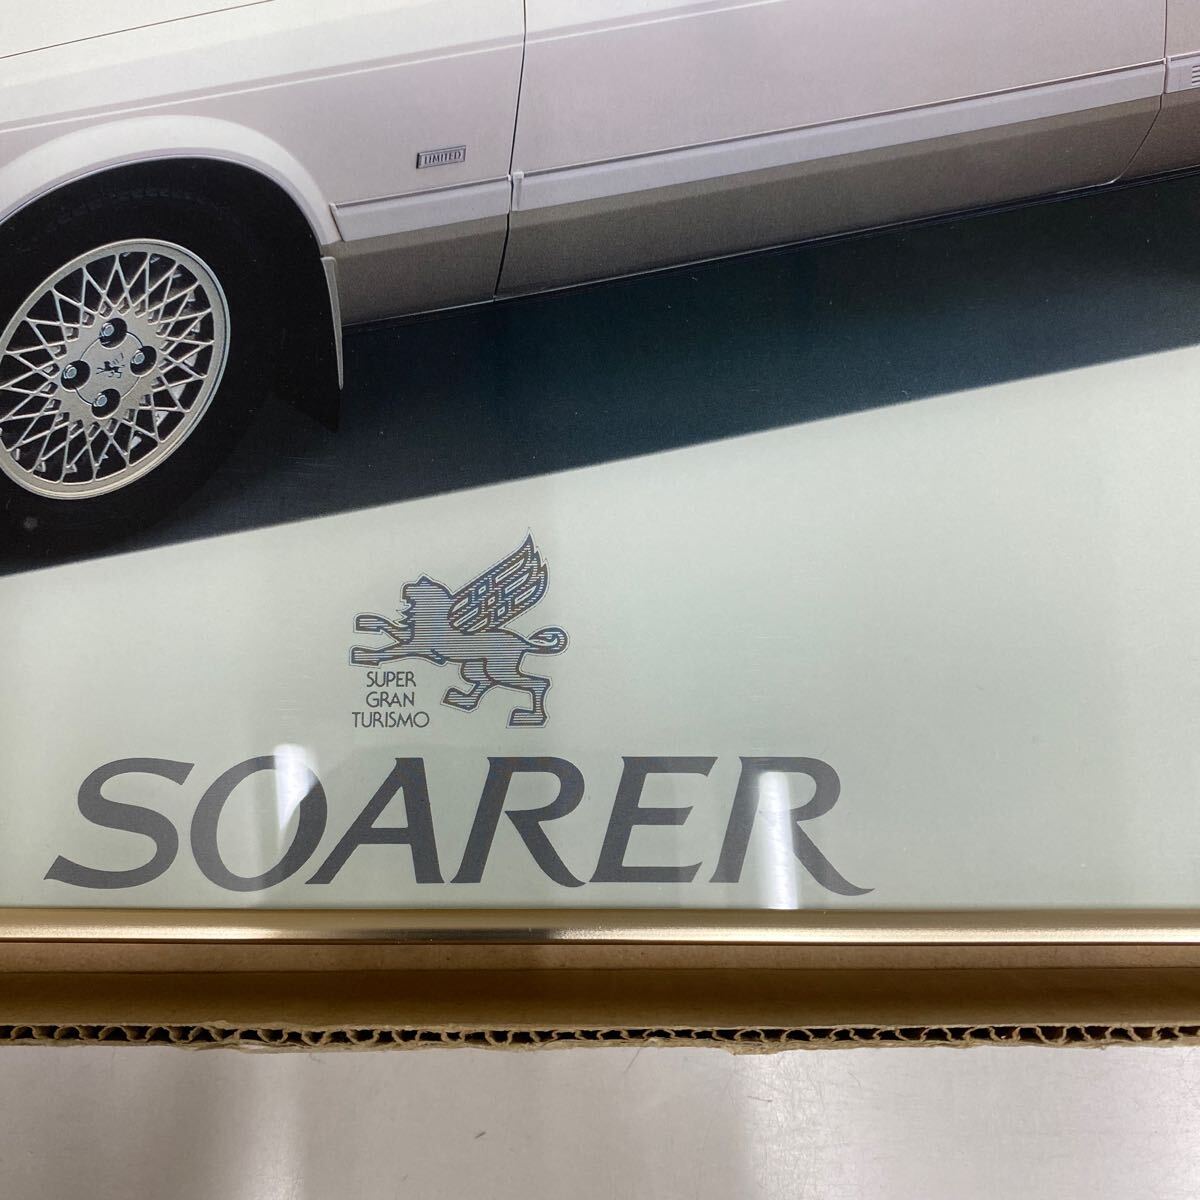 LIMITED
SUPER
GRAN
TURISMO
SOARER